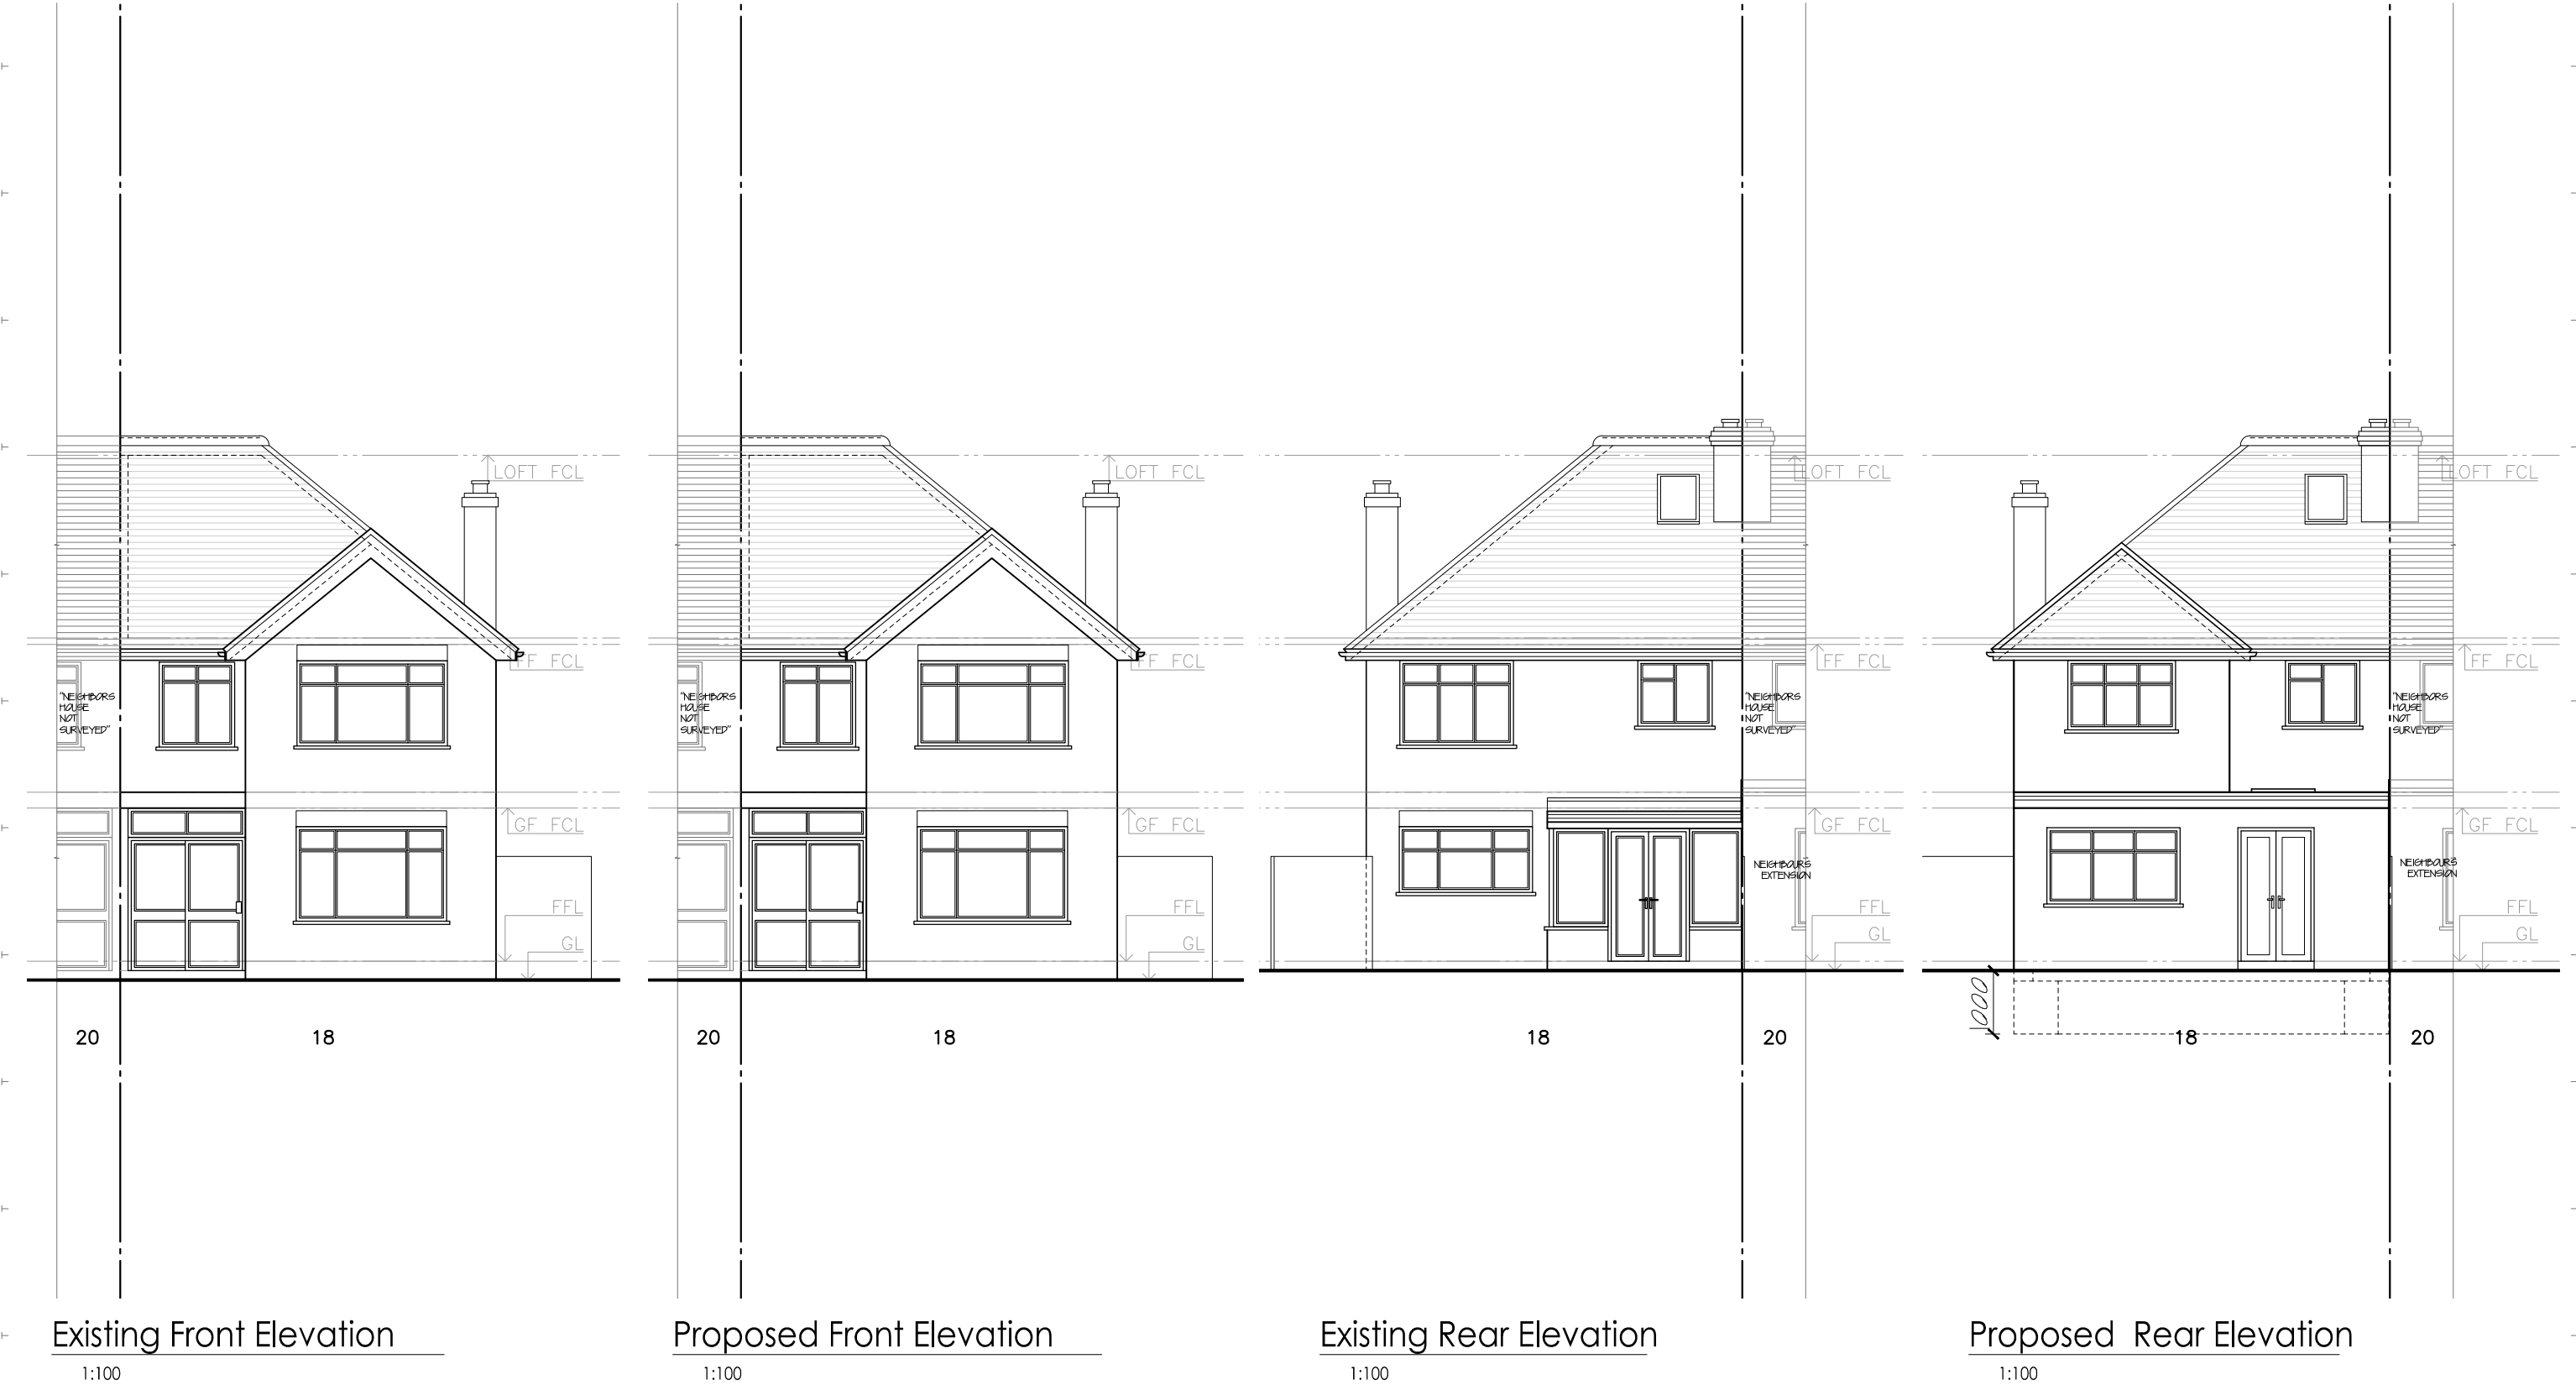 LOFT FCL
LOFT FCL
LOFT FCL
LOFT FCL
FF FCL
FF FCL
FF FCL
FF FCL
"NEIGHBORS
HOUSE
NOT
SURVEYED"
"NEIGHBORS
HOUSE
NOT
SURVEYED"
"NEIGHBORS
HOUSE
NOT
SURVEYED"
"NEIGHBORS
HOUSE
NOT
SURVEYED"
GF FCL
GF FCL
GF FCL
GF FCL
NEIGHBOURS
EXTENSION
NEIGHBOURS
EXTENSION
FFL
FFL
FFL
FFL
GL
GL
GL
GL
1000
20
18
20
18
18
20
18
20
Existing Front Elevation
1:100
Proposed Front Elevation
1:100
Existing Rear Elevation
1:100
Proposed Rear Elevation
1:100